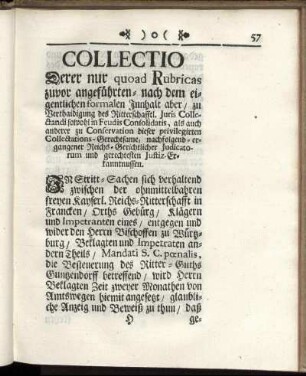 )o(
57
COLLECTIO
Derer nur quoad Rubricas
zuvor angeführten- nach dem ei-
gentlichen formalen Innhalt aber/ zu
Verthaidigung des Ritterschafftl. Juris Colle-
ctandi sowohl in Feudis Consolidatis, als auch
anderer zu Conservation dieser privilegirten
Collectations-Gerechtsame, nachfolgend-er-
gangener Reichs-Gerichtlicher Judicato-
rum und gerechtesten Justiz-Er-
kanntnussen.
IN Stritt-Sachen sich verhaltend
zwischen der ohnmittelbahren
freyen Kayserl. Reichs-Ritterschafft in
Francken/ Orths Gebürg/ Klägern
und Impetranten eines/ entgegen und
wider den Herrn Bischoffen zu Würtz-
burg/ Beklagten und Impetraten an-
dern Theils/ Mandati S. C. pœnalis,
die Besteuerung des Ritter-Guths
Gungendorff betreffend/ wird Herrn
Beklagten Zeit zweyer Monathen von
Amtswegen hiemit angesetzt/ glaubli-
che Anzeig und Beweiß zu thun/ daß
H ge-